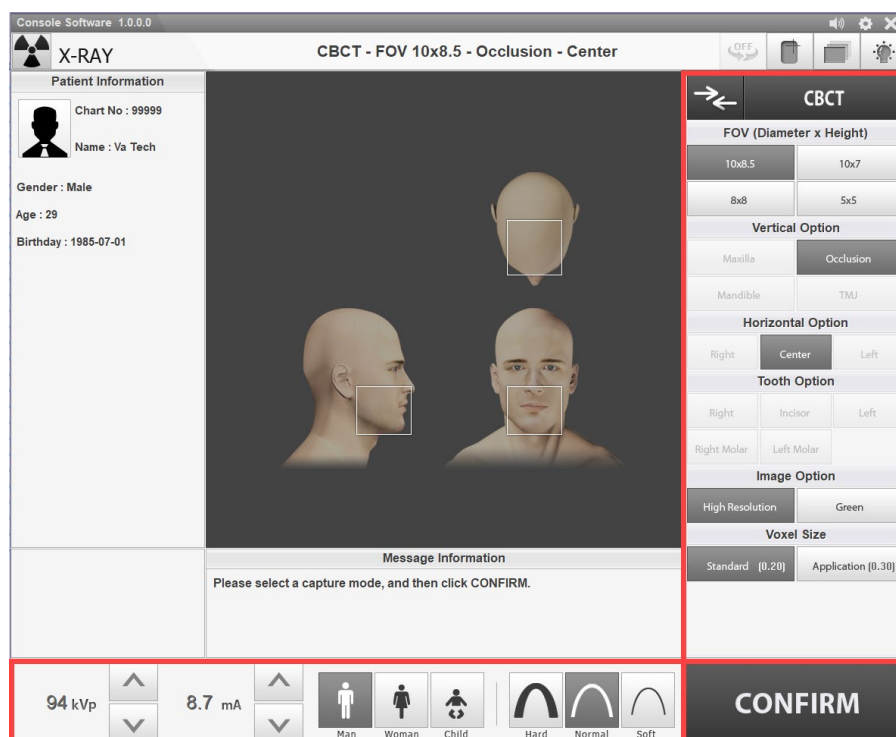 Console Software 1.0.0.0
X-RAY
CBCT - FOV 10x8.5 - Occlusion - Center
OFF
Patient Information
Chart No : 99999
Name : Va Tech
Gender : Male
Age : 29
Birthday : 1985-07-01
Message Information
Please select a capture mode, and then click CONFIRM.
CBCT
FOV (Diameter x Height)
10x8.5 10x7
8x8 5x5
Vertical Option
Maxilla Occlusion
Mandible TMJ
Horizontal Option
Right Center Left
Tooth Option
Right Incisor Left
Right Molar Left Molar
Image Option
High Resolution Green
Voxel Size
Standard (0.20) Application (0.30)
94 kVp 8.7 mA
Man Woman Child Hard Normal Soft
CONFIRM